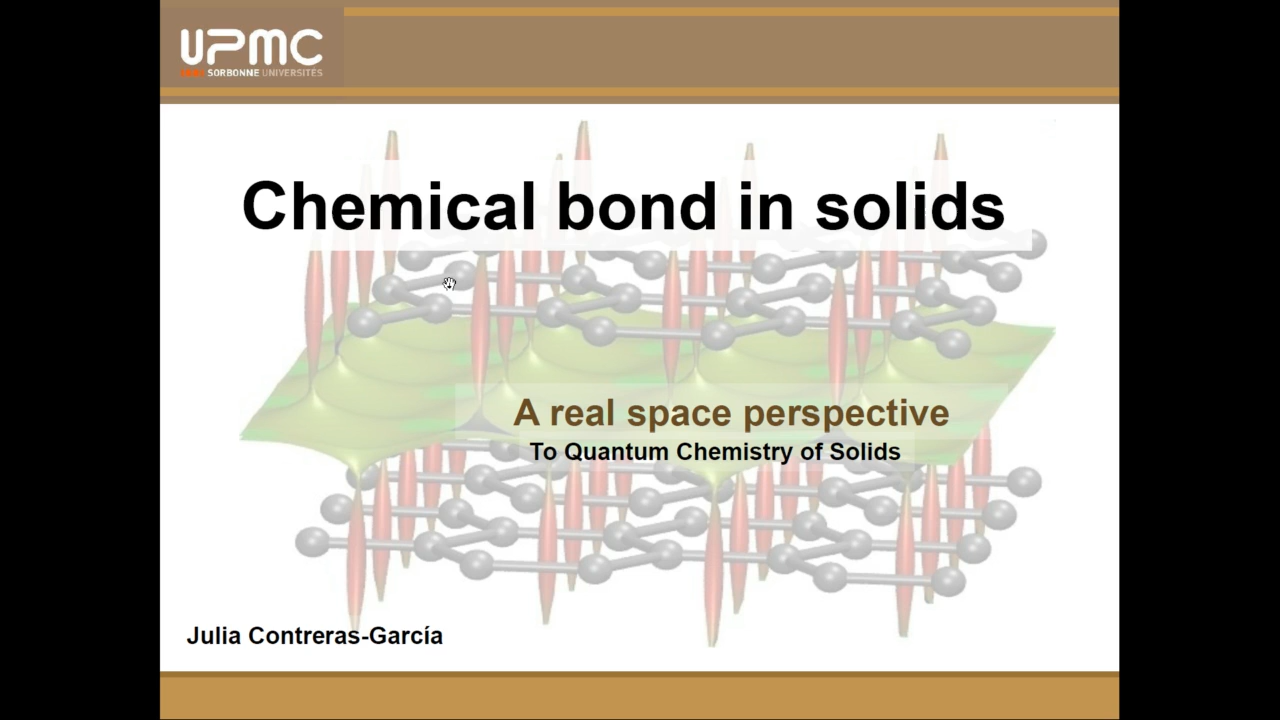 UPMC
SORBONNE UNIVERSITÉS
Chemical bond in solids
A real space perspective
To Quantum Chemistry of Solids
Julia Contreras-García